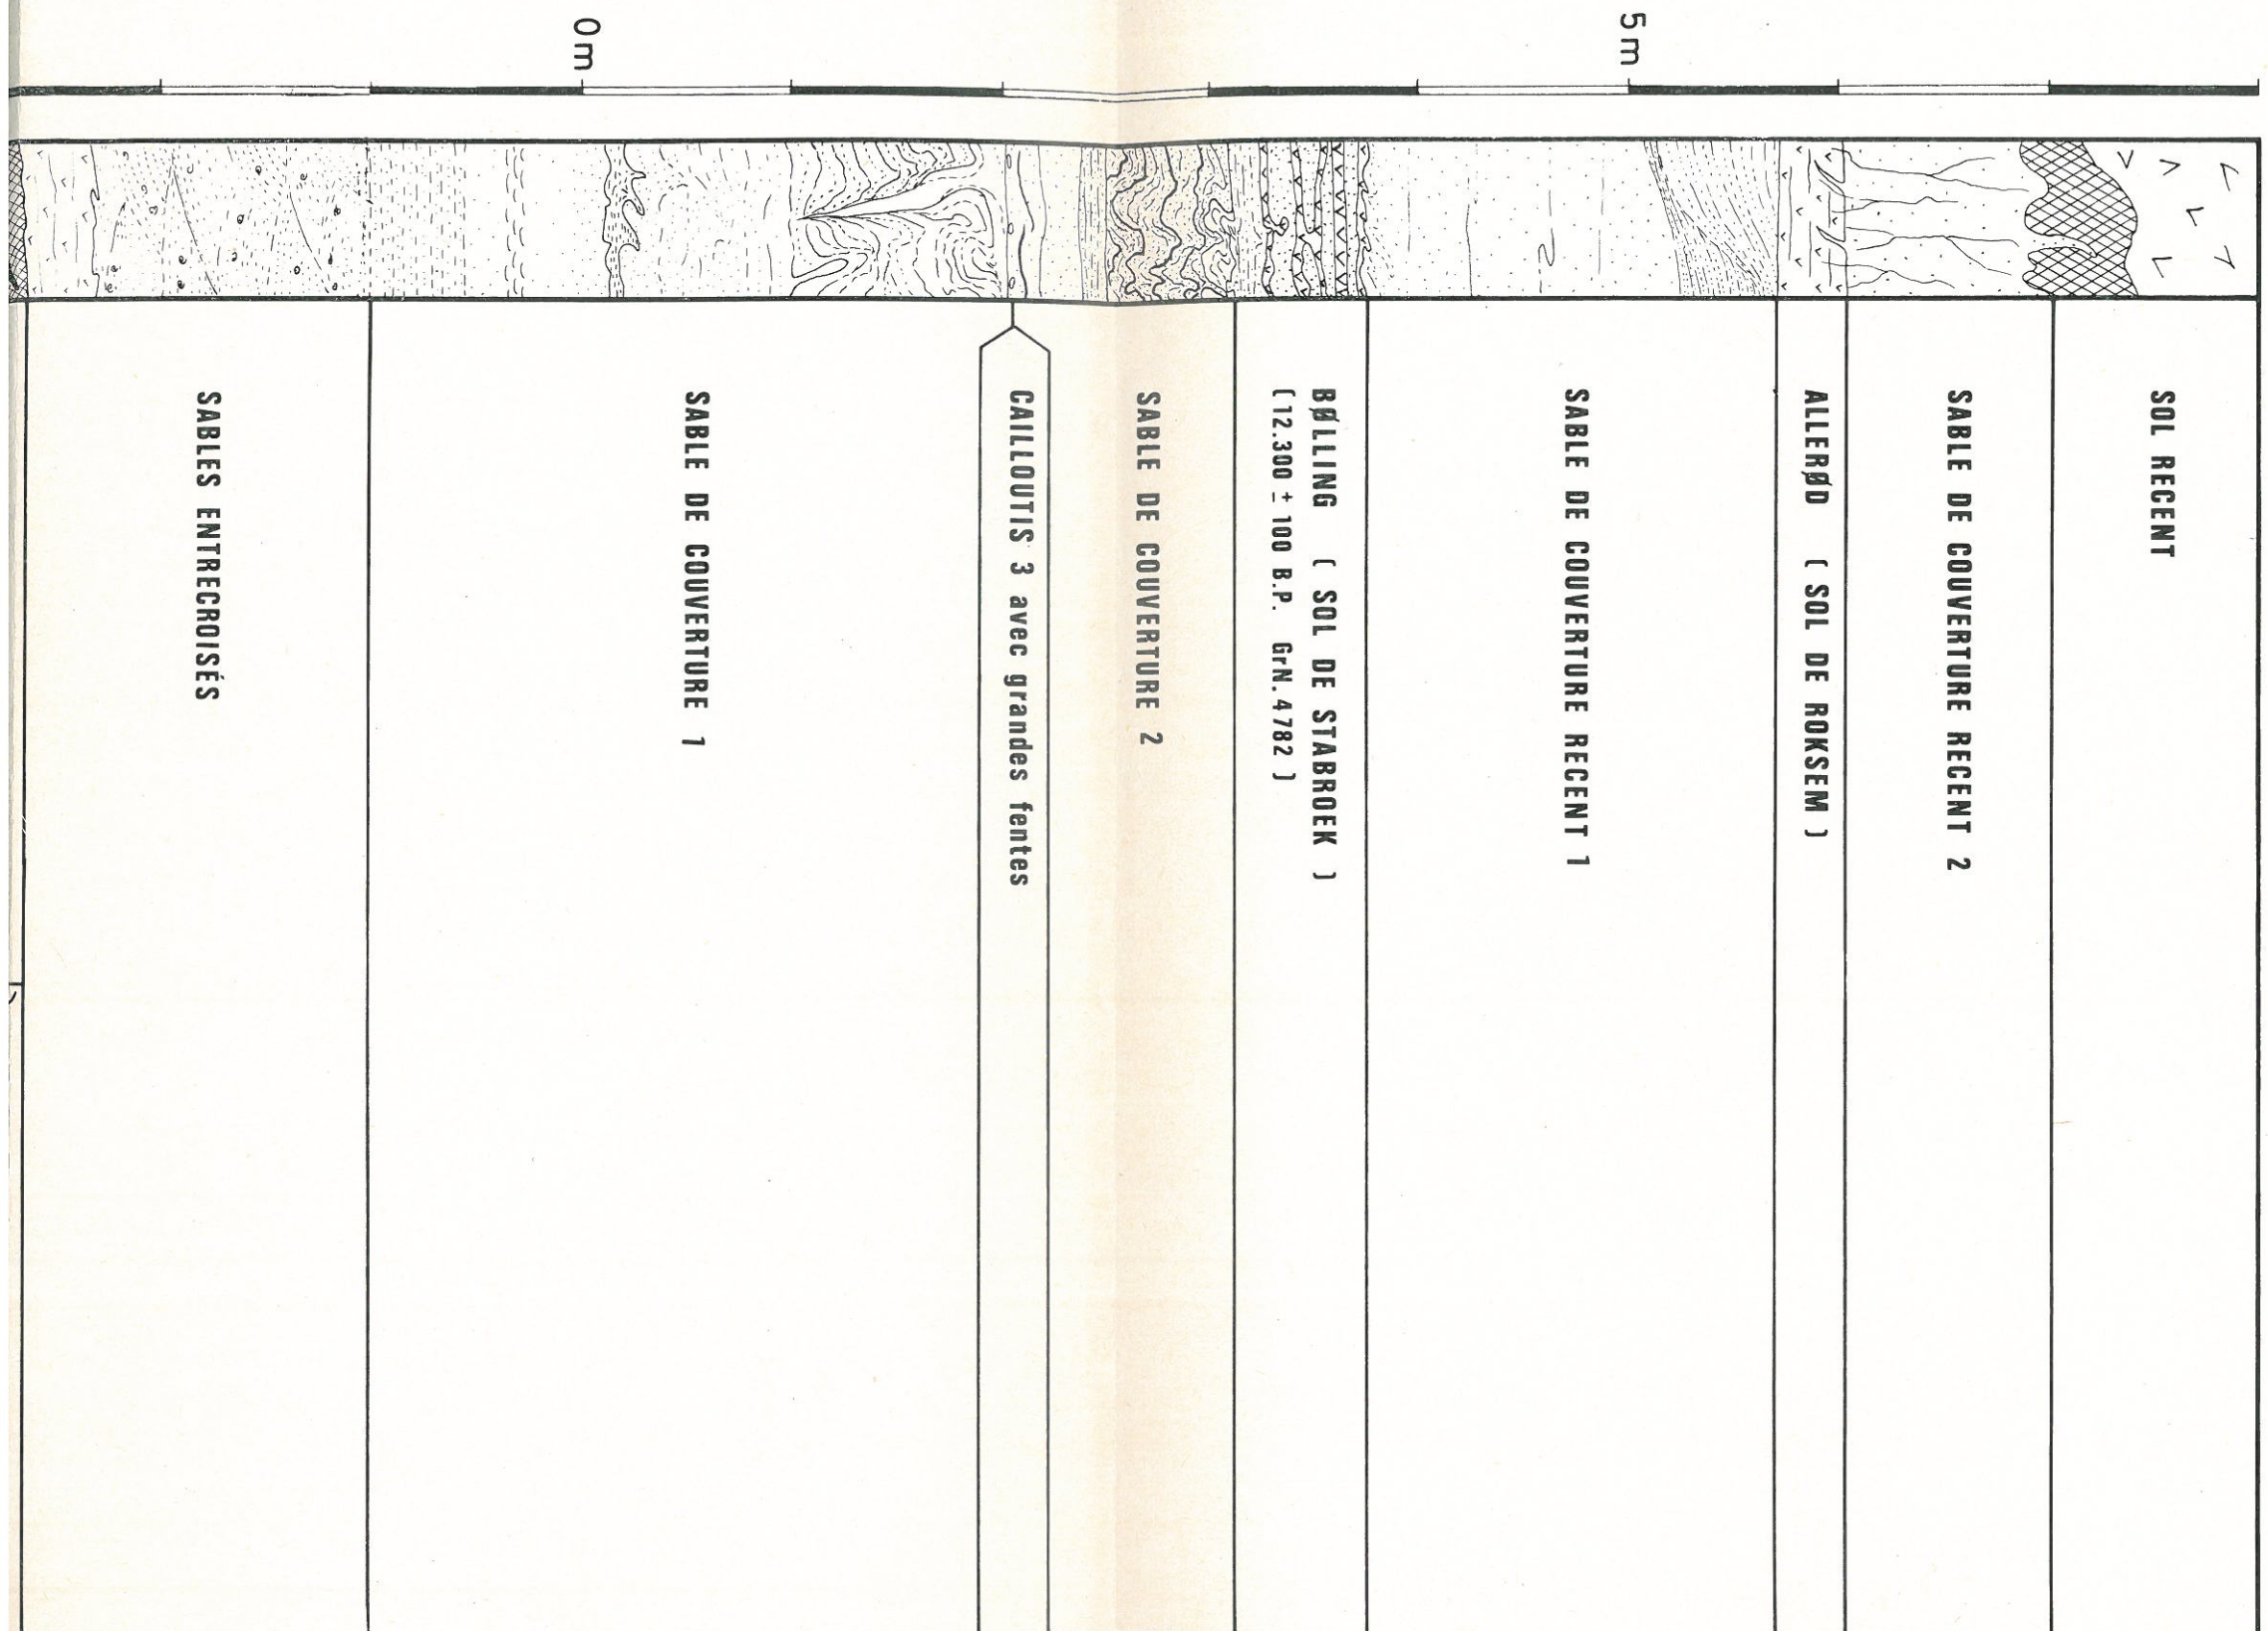 5m
0m
SOL RECENT
SABLE DE COUVERTURE RECENT 2
ALLERØD ( SOL DE ROKSEM )
SABLE DE COUVERTURE RECENT 1
BØLLING ( SOL DE STABROEK )
( 12.300 ± 100 B.P. GrN. 4782 )
SABLE DE COUVERTURE 2
CAILLOUTIS 3 avec grandes fentes
SABLE DE COUVERTURE 1
SABLES ENTRECROISÉS